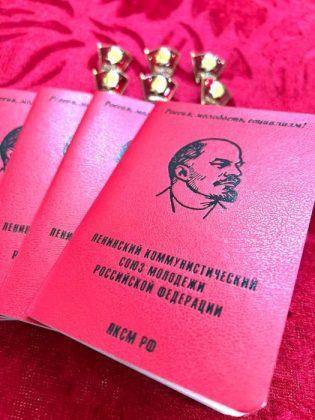 Россия, молодость, социализм!
ЛЕНИНСКИЙ КОММУНИСТИЧЕСКИЙ
СОЮЗ МОЛОДЕЖИ
РОССИЙСКОЙ ФЕДЕРАЦИИ
ЛКСМ РФ